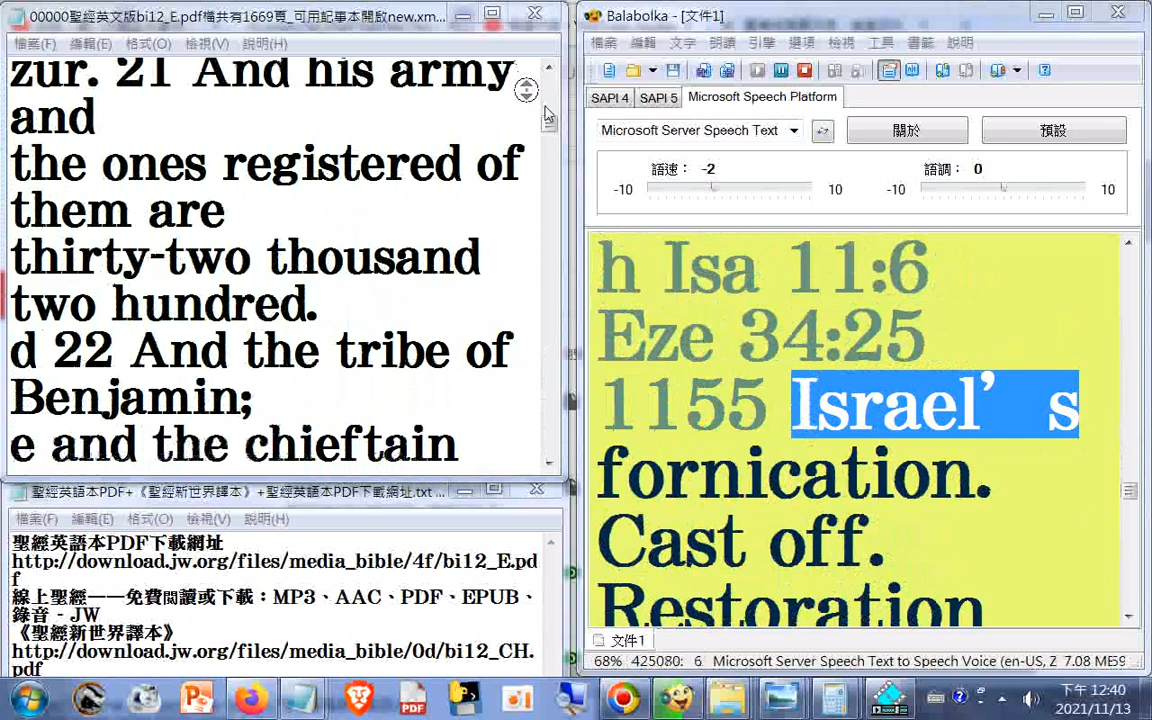 00000聖經英文版bi12_E.pdf檔共有1669頁_可用記事本開啟new.xm...
檔案(F) 編輯(E) 格式(O) 檢視(V) 說明(H)
zur. 21 And his army
and
the ones registered of
them are
thirty-two thousand
two hundred.
d 22 And the tribe of
Benjamin;
e and the chieftain
聖經英語本PDF+《聖經新世界譯本》+聖經英語本PDF下載網址.txt ...
檔案(F) 編輯(E) 格式(O) 檢視(V) 說明(H)
聖經英語本PDF下載網址
http://download.jw.org/files/media_bible/4f/bi12_E.pd
f
線上聖經——免費閱讀或下載：MP3、AAC、PDF、EPUB、
錄音 - JW
《聖經新世界譯本》
http://download.jw.org/files/media_bible/0d/bi12_CH.
pdf
Balabolka - [文件1]
檔案 編輯 文字 朗讀 引擎 選項 檢視 工具 書籤 說明
SAPI 4 SAPI 5 Microsoft Speech Platform
Microsoft Server Speech Text 關於 預設
語速： -2 語調： 0
-10 10 -10 10
h Isa 11:6
Eze 34:25
1155 Israel’s
fornication.
Cast off.
Restoration
文件1
68% 425080: 6 Microsoft Server Speech Text to Speech Voice (en-US, Z 7.08 ME59
PDF
下午 12:40
2021/11/13